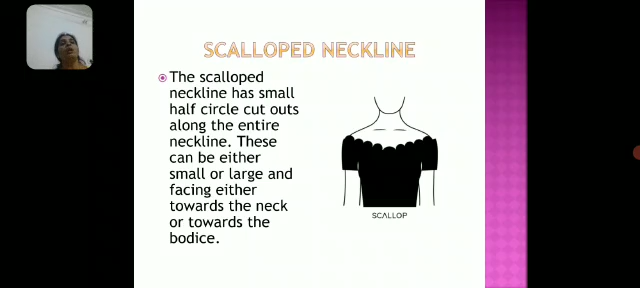 SCALLOPED NECKLINE
The scalloped
neckline has small
half circle cut outs
along the entire
neckline. These
can be either
small or large and
facing either
towards the neck
or towards the
bodice.
SCALLOP